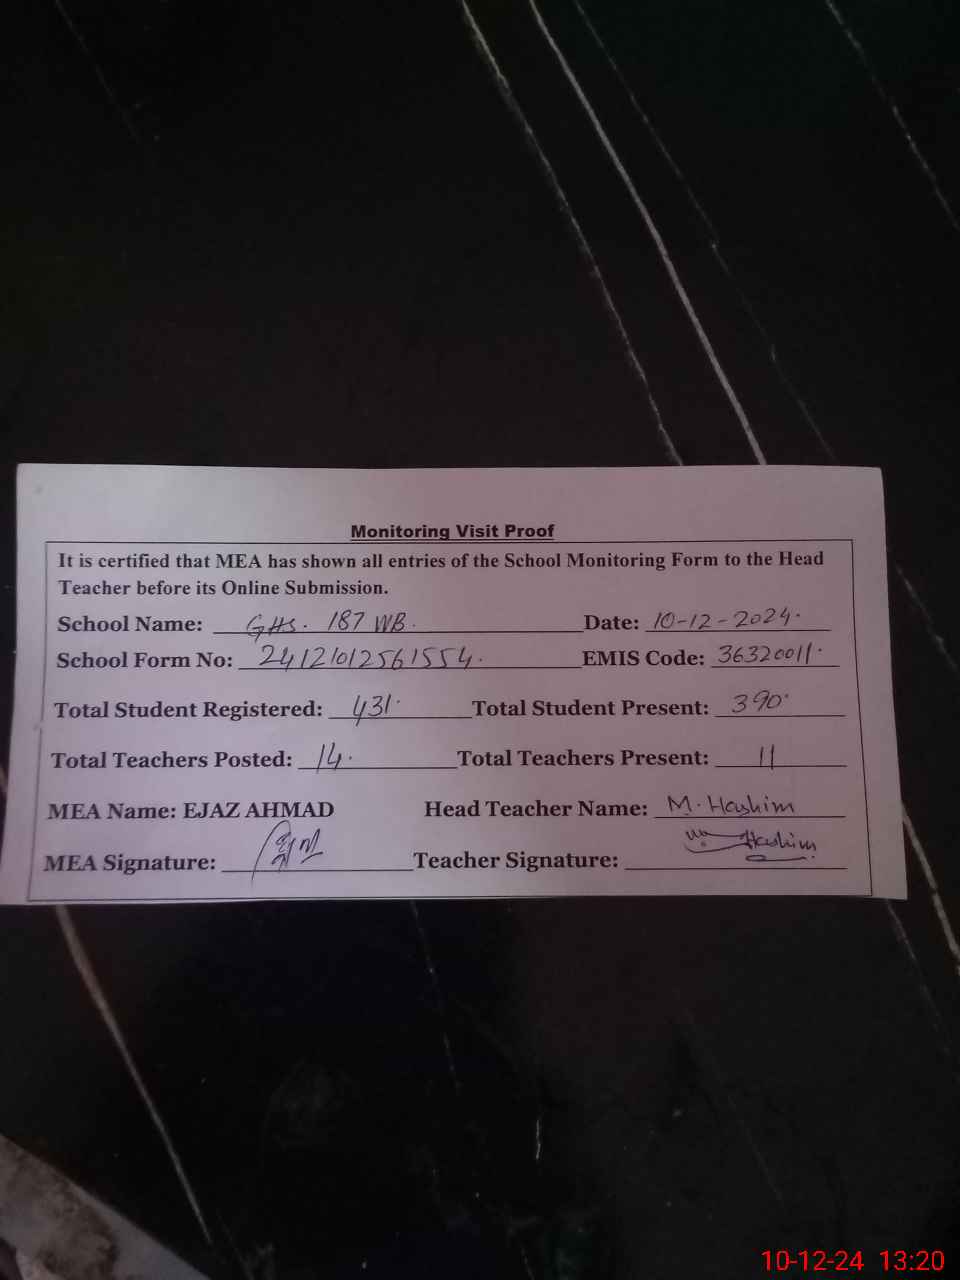 Monitoring Visit Proof
It is certified that MEA has shown all entries of the School Monitoring Form to the Head
Teacher before its Online Submission.
School Name: GHS. 187 WB. Date: 10-12-2024.
School Form No: 24121012561554. EMIS Code: 36320011.
Total Student Registered: 431. Total Student Present: 390.
Total Teachers Posted: 14. Total Teachers Present: 11
MEA Name: EJAZ AHMAD Head Teacher Name: M. Hashim
MEA Signature: Teacher Signature: Hashim
10-12-24 13:20